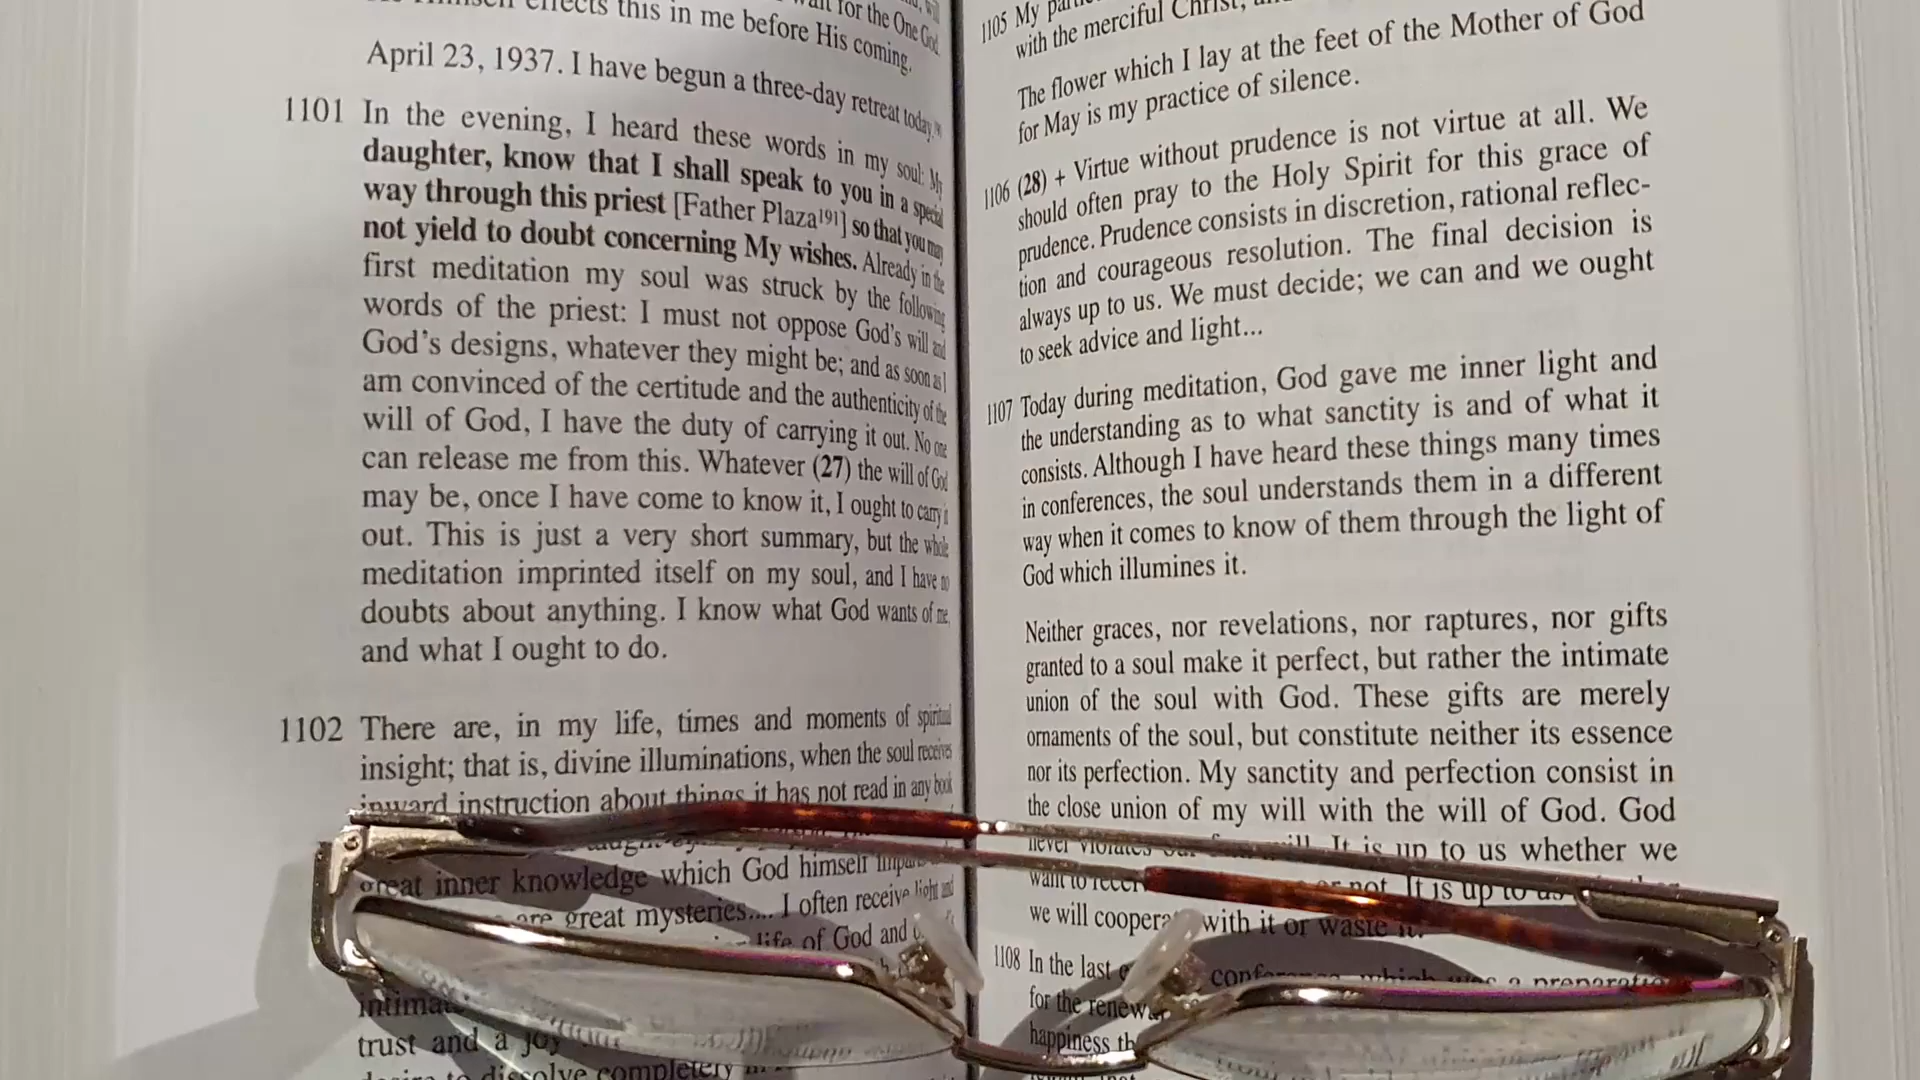 effects this in me before His coming.
April 23, 1937. I have begun a three-day retreat today.
1101 In the evening, I heard these words in my soul: My
daughter, know that I shall speak to you in a special
way through this priest [Father Plaza191] so that you may
not yield to doubt concerning My wishes. Already in the
first meditation my soul was struck by the following
words of the priest: I must not oppose God's will and
God's designs, whatever they might be; and as soon as I
am convinced of the certitude and the authenticity of the
will of God, I have the duty of carrying it out. No one
can release me from this. Whatever (27) the will of God
may be, once I have come to know it, I ought to carry it
out. This is just a very short summary, but the whole
meditation imprinted itself on my soul, and I have no
doubts about anything. I know what God wants of me,
and what I ought to do.
1102 There are, in my life, times and moments of spiritual
insight; that is, divine illuminations, when the soul receives
inward instruction about things it has not read in any book
great inner knowledge which God himself
are great mysteries.... I often receive light and
life of God and
trust and a
dissolve completely
for the One God.
1105 My
with the merciful Christ,
The flower which I lay at the feet of the Mother of God
for May is my practice of silence.
1106 (28) + Virtue without prudence is not virtue at all. We
should often pray to the Holy Spirit for this grace of
prudence. Prudence consists in discretion, rational reflec-
tion and courageous resolution. The final decision is
always up to us. We must decide; we can and we ought
to seek advice and light...
1107 Today during meditation, God gave me inner light and
the understanding as to what sanctity is and of what it
consists. Although I have heard these things many times
in conferences, the soul understands them in a different
way when it comes to know of them through the light of
God which illumines it.
Neither graces, nor revelations, nor raptures, nor gifts
granted to a soul make it perfect, but rather the intimate
union of the soul with God. These gifts are merely
ornaments of the soul, but constitute neither its essence
nor its perfection. My sanctity and perfection consist in
the close union of my will with the will of God. God
never violates our will. It is up to us whether we
want to or not. It is up to us
we will with it or waste it.
1108 In the last which was a
for the
happiness